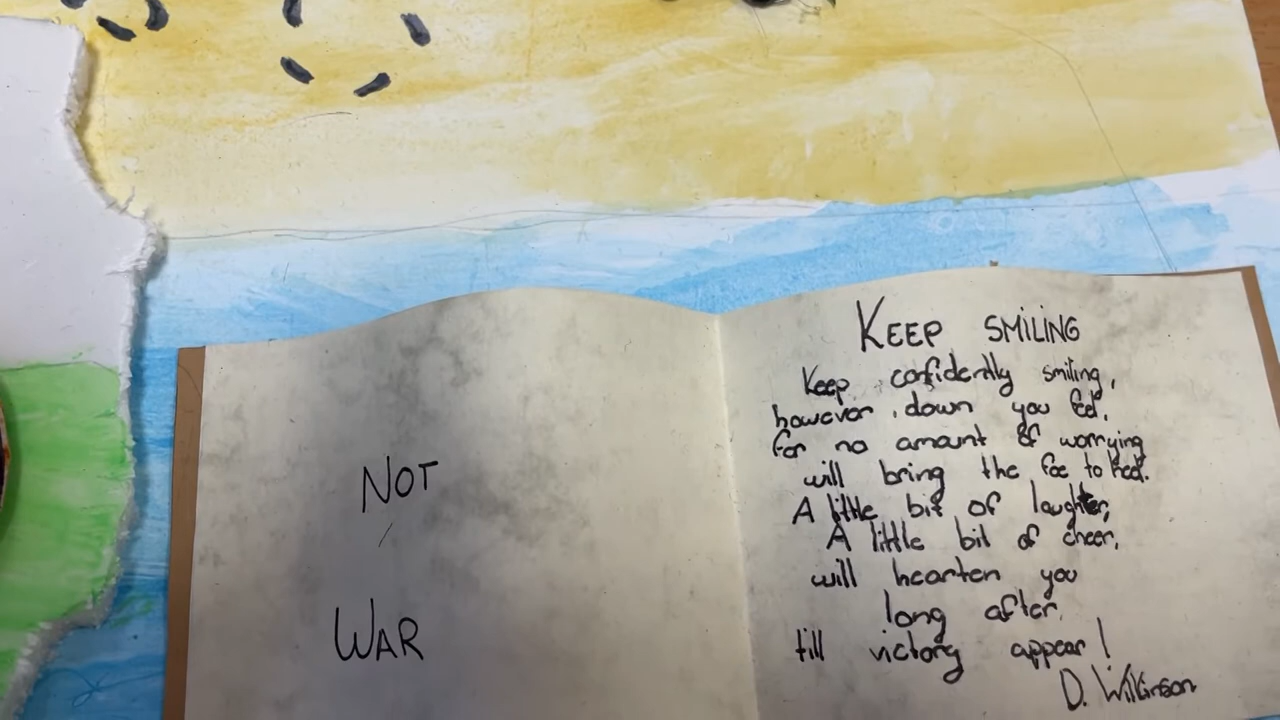 NOT
WAR
KEEP SMILING
Keep confidently smiling,
however down you feel,
for no amount of worrying
will bring the foe to heel.
A little bit of laughter,
A little bit of cheer,
will hearten you
long after,
till victory appear!
D. Wilkinson